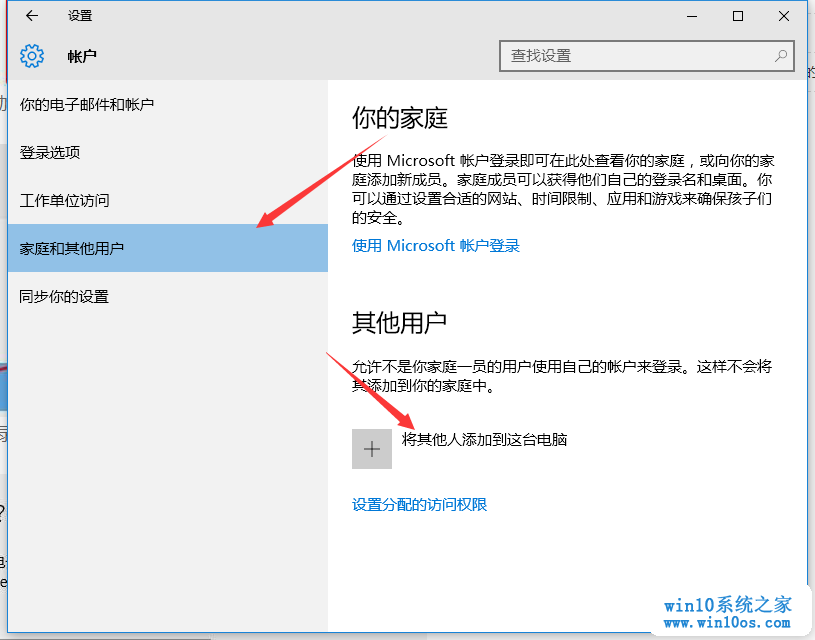 设置
帐户
查找设置
你的电子邮件和帐户
登录选项
工作单位访问
家庭和其他用户
同步你的设置
你的家庭
使用 Microsoft 帐户登录即可在此处查看你的家庭，或向你的家
庭添加新成员。家庭成员可以获得他们自己的登录名和桌面。你
可以通过设置合适的网站、时间限制、应用和游戏来确保孩子们
的安全。
使用 Microsoft 帐户登录
其他用户
允许不是你家庭一员的用户使用自己的帐户来登录。这样不会将
其添加到你的家庭中。
将其他人添加到这台电脑
设置分配的访问权限
win10系统之家
www.win10os.com